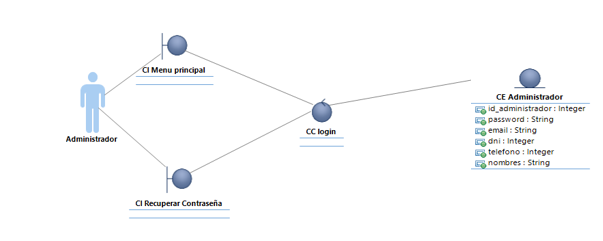 CI Menu principal
Administrador
CC login
CI Recuperar Contraseña
CE Administrador
id_administrador : Integer
password : String
email : String
dni : Integer
telefono : Integer
nombres : String